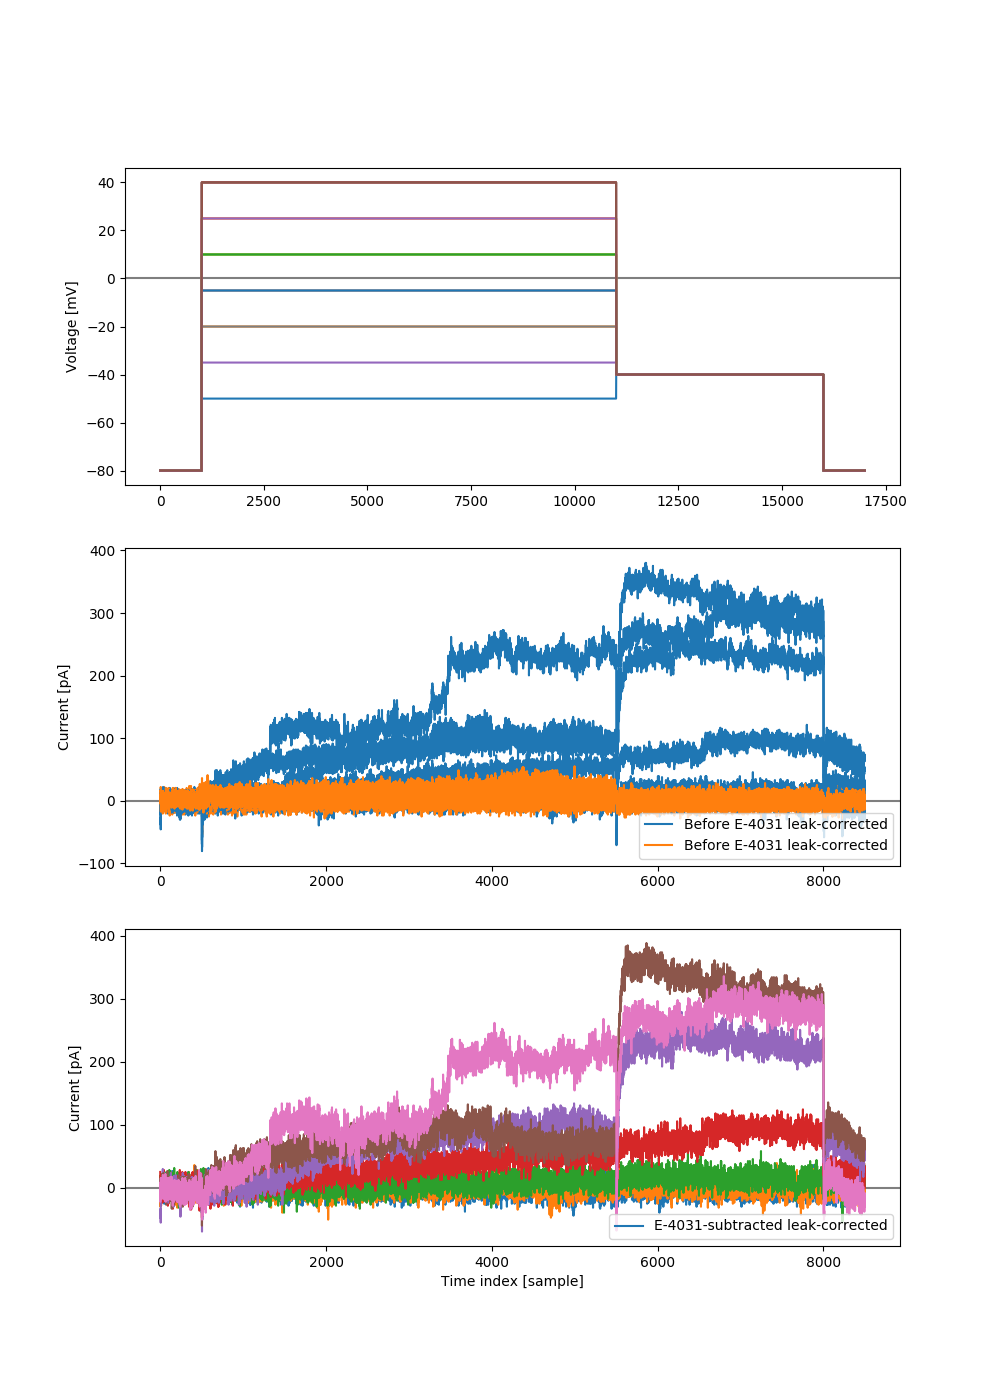 40
20
0
−20
−40
−60
−80
Voltage [mV]
0 2500 5000 7500 10000 12500 15000 17500
400
300
200
100
0
−100
Current [pA]
Before E-4031 leak-corrected
Before E-4031 leak-corrected
0 2000 4000 6000 8000
400
300
200
100
0
Current [pA]
E-4031-subtracted leak-corrected
0 2000 4000 6000 8000
Time index [sample]